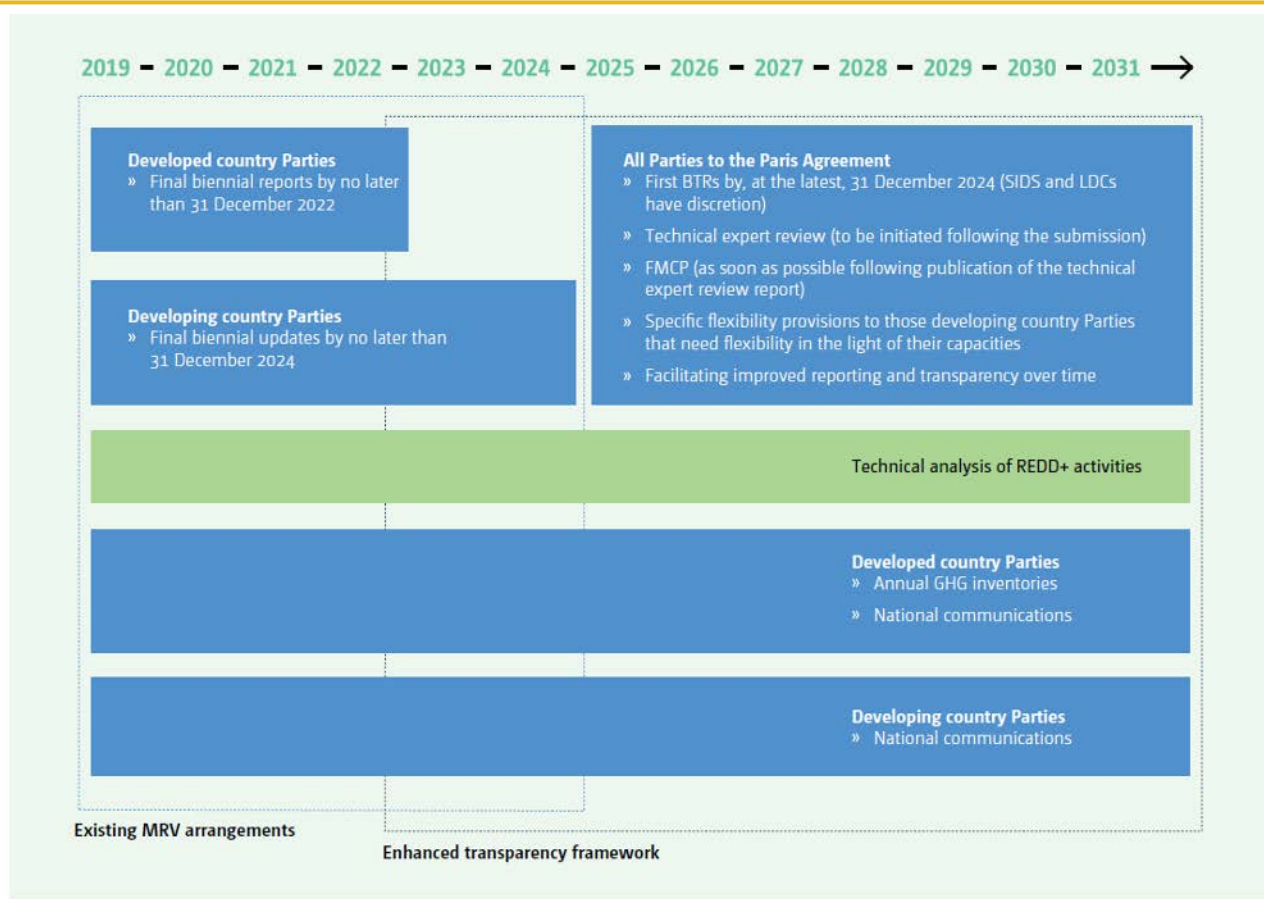 2019 – 2020 – 2021 – 2022 – 2023 – 2024 – 2025 – 2026 – 2027 – 2028 – 2029 – 2030 – 2031
Developed country Parties
» Final biennial reports by no later
than 31 December 2022
Developing country Parties
» Final biennial updates by no later than
31 December 2024
All Parties to the Paris Agreement
» First BTRs by, at the latest, 31 December 2024 (SIDS and LDCs
have discretion)
» Technical expert review (to be initiated following the submission)
» FMCP (as soon as possible following publication of the technical
expert review report)
» Specific flexibility provisions to those developing country Parties
that need flexibility in the light of their capacities
» Facilitating improved reporting and transparency over time
Technical analysis of REDD+ activities
Developed country Parties
» Annual GHG inventories
» National communications
Developing country Parties
» National communications
Existing MRV arrangements
Enhanced transparency framework